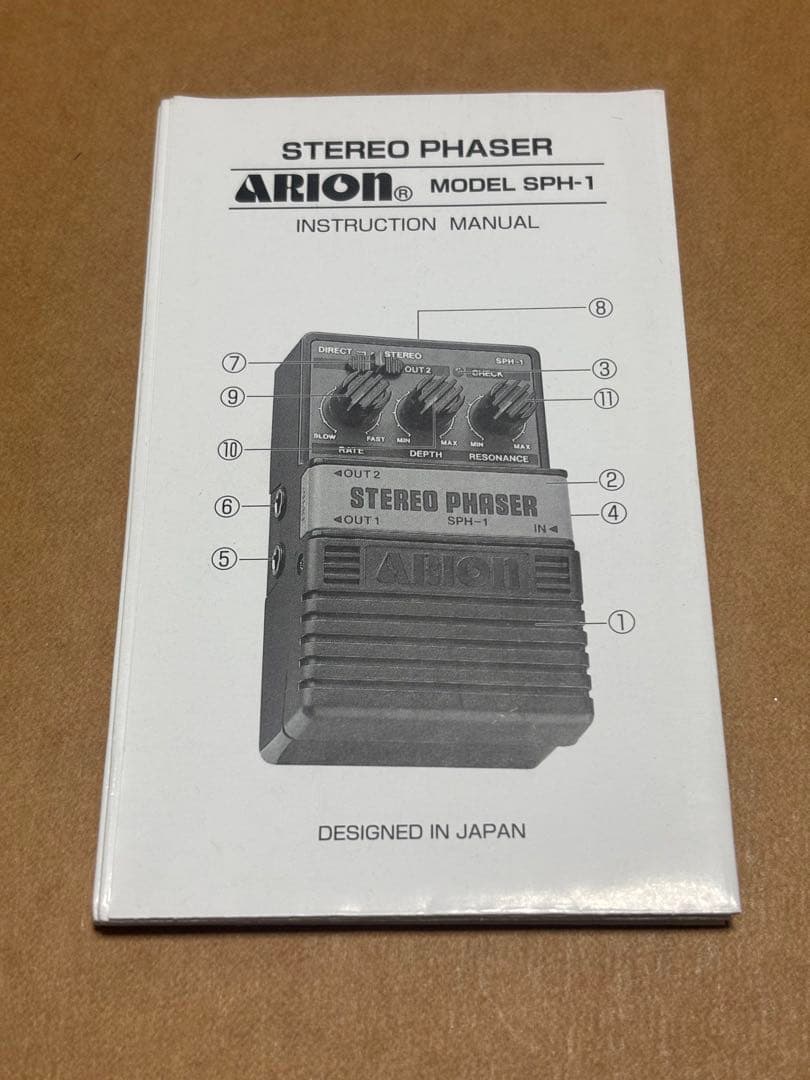 STEREO PHASER
ARION® MODEL SPH-1
INSTRUCTION MANUAL
⑧
DIRECT STEREO SPH-1
⑦ OUT 2 CHECK ③
⑨ ⑪
SLOW FAST MIN MAX MIN MAX
⑩ RATE DEPTH RESONANCE
◄OUT 2 ②
⑥ STEREO PHASER ④
◄OUT 1 SPH-1 IN◄
⑤ ARION
①
DESIGNED IN JAPAN